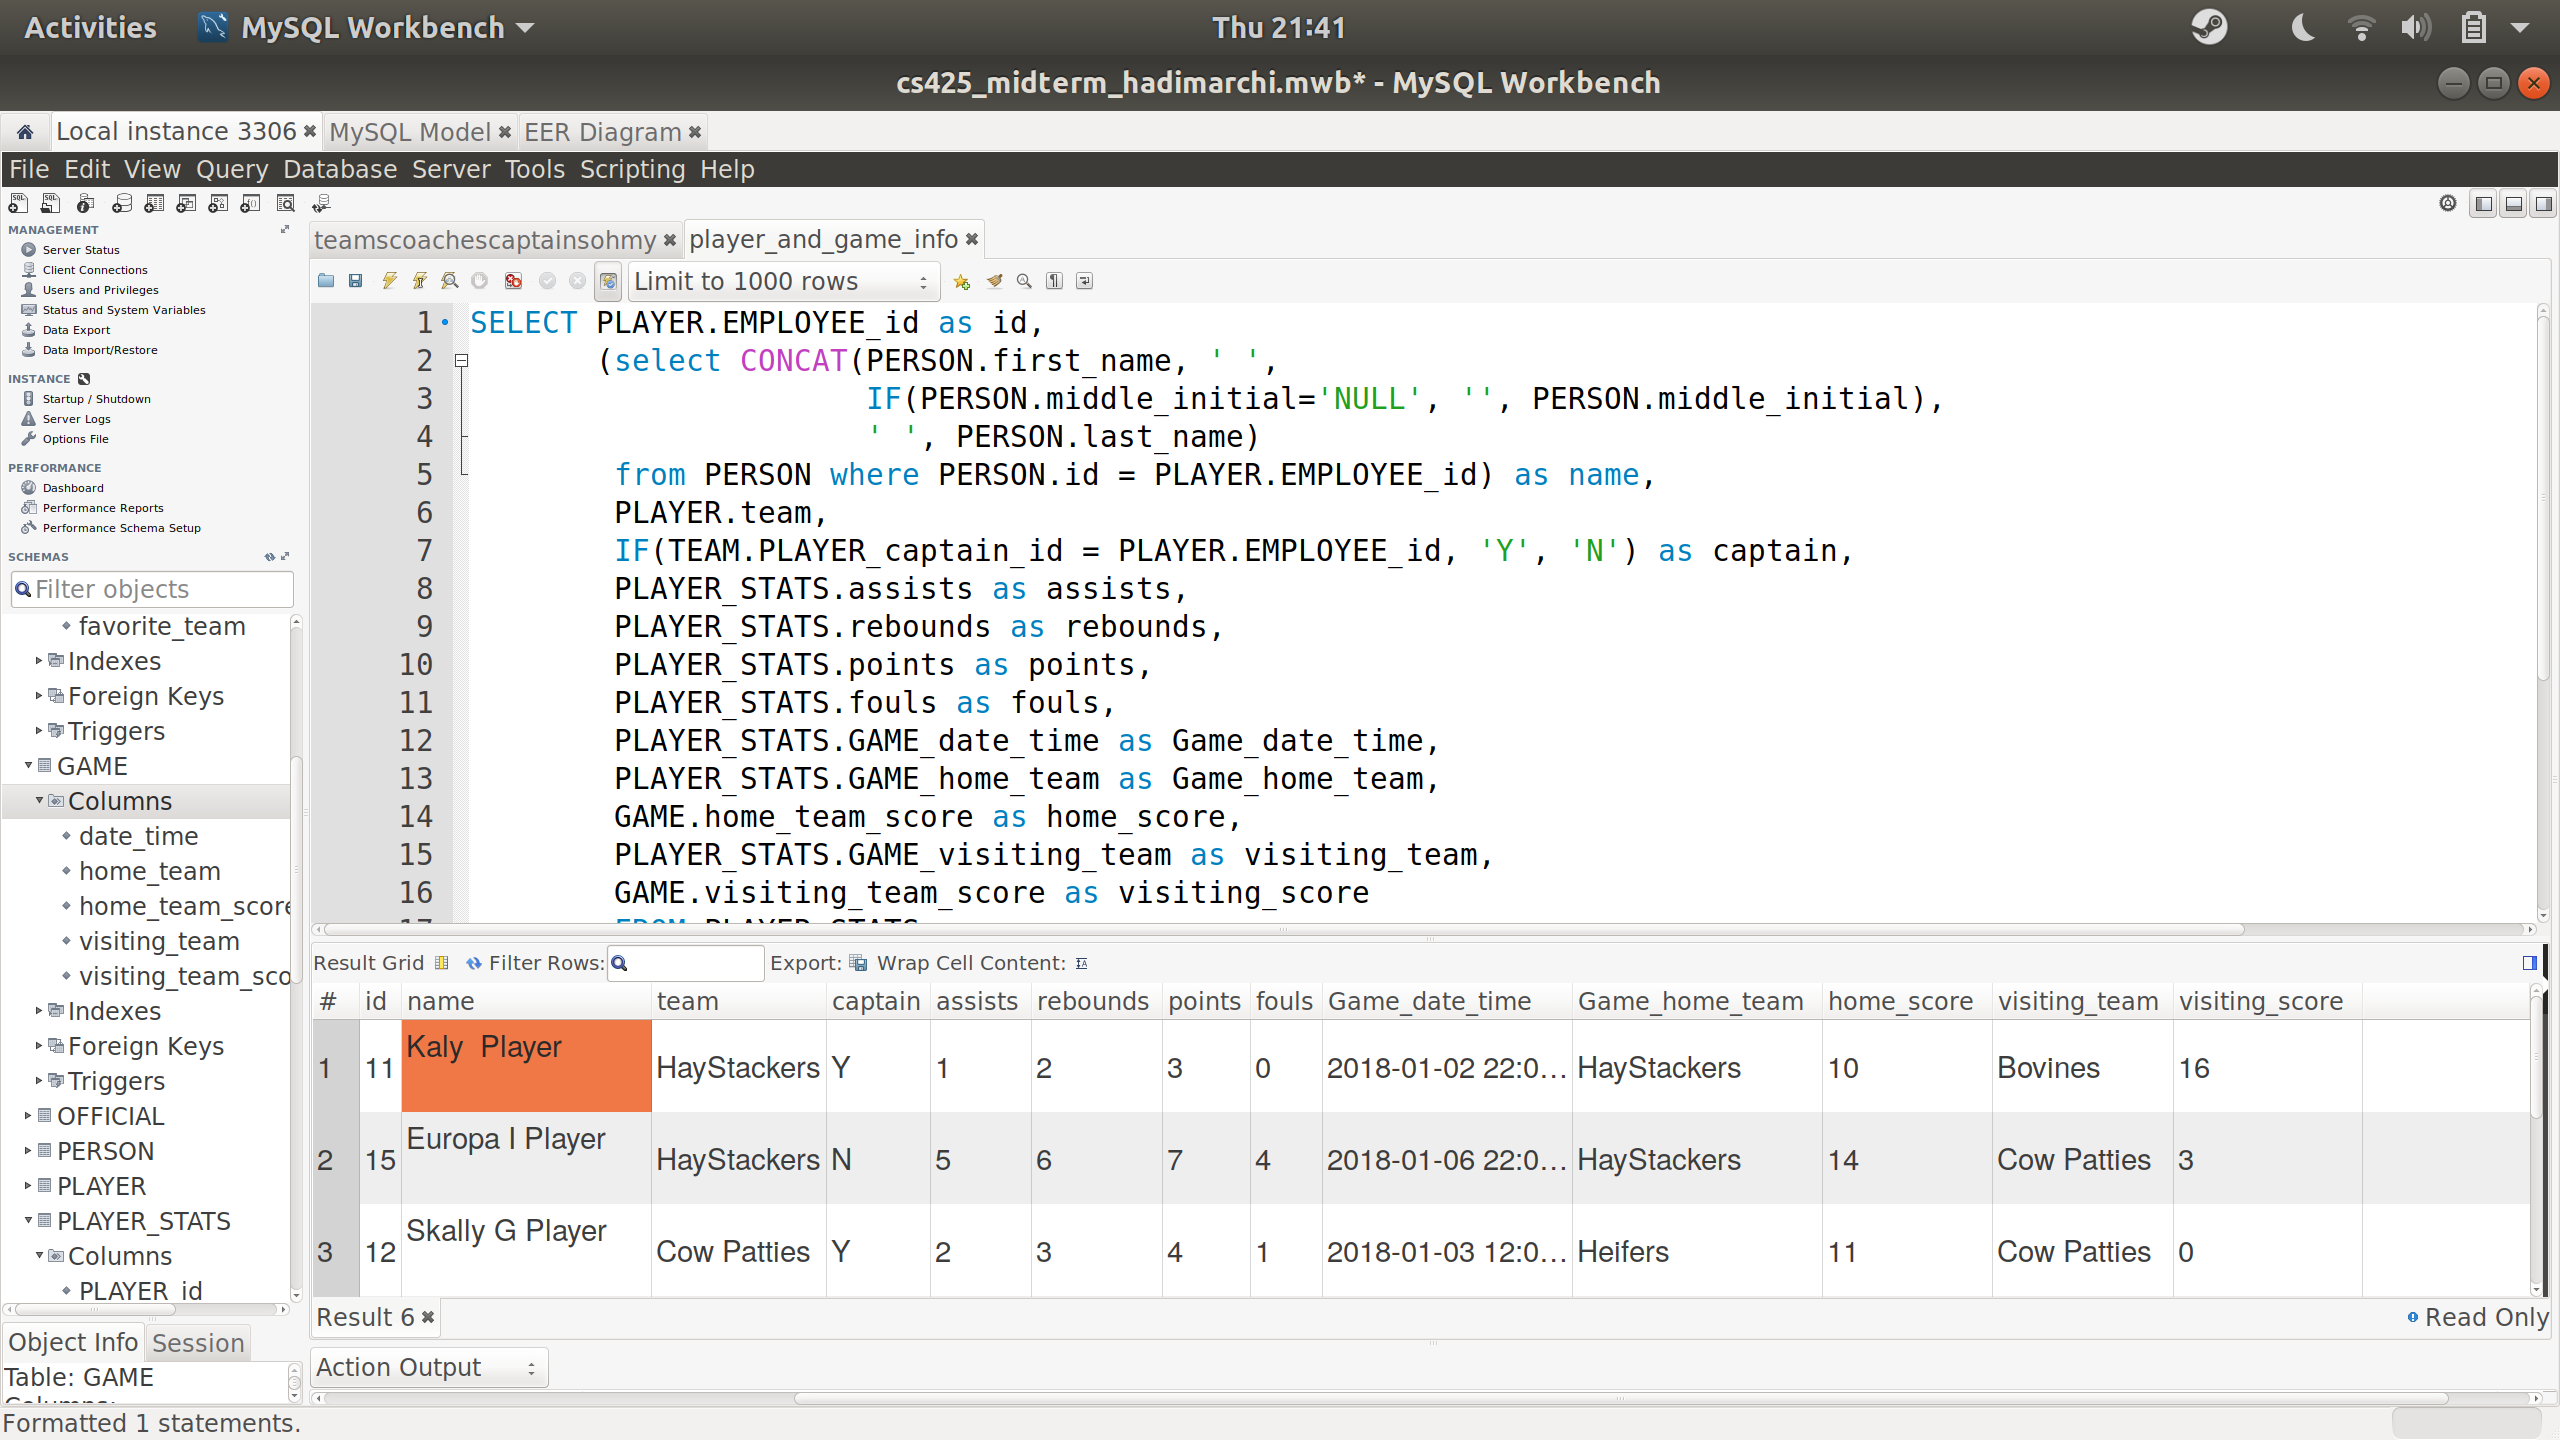 Activities MySQL Workbench Thu 21:41
cs425_midterm_hadimarchi.mwb* - MySQL Workbench
Local instance 3306 MySQL Model EER Diagram
File Edit View Query Database Server Tools Scripting Help
MANAGEMENT
Server Status
Client Connections
Users and Privileges
Status and System Variables
Data Export
Data Import/Restore
INSTANCE
Startup / Shutdown
Server Logs
Options File
PERFORMANCE
Dashboard
Performance Reports
Performance Schema Setup
SCHEMAS
Filter objects
favorite_team
Indexes
Foreign Keys
Triggers
GAME
Columns
date_time
home_team
home_team_score
visiting_team
visiting_team_sco
Indexes
Foreign Keys
Triggers
OFFICIAL
PERSON
PLAYER
PLAYER_STATS
Columns
PLAYER_id
Object Info Session
Table: GAME
Columns:
teamscoachescaptainsohmy player_and_game_info
Limit to 1000 rows
1 SELECT PLAYER.EMPLOYEE_id as id,
2 (select CONCAT(PERSON.first_name, ' ',
3 IF(PERSON.middle_initial='NULL', '', PERSON.middle_initial),
4 ' ', PERSON.last_name)
5 from PERSON where PERSON.id = PLAYER.EMPLOYEE_id) as name,
6 PLAYER.team,
7 IF(TEAM.PLAYER_captain_id = PLAYER.EMPLOYEE_id, 'Y', 'N') as captain,
8 PLAYER_STATS.assists as assists,
9 PLAYER_STATS.rebounds as rebounds,
10 PLAYER_STATS.points as points,
11 PLAYER_STATS.fouls as fouls,
12 PLAYER_STATS.GAME_date_time as Game_date_time,
13 PLAYER_STATS.GAME_home_team as Game_home_team,
14 GAME.home_team_score as home_score,
15 PLAYER_STATS.GAME_visiting_team as visiting_team,
16 GAME.visiting_team_score as visiting_score
17 FROM PLAYER_STATS
Result Grid Filter Rows: Export: Wrap Cell Content:
# id name team captain assists rebounds points fouls Game_date_time Game_home_team home_score visiting_team visiting_score
1 11 Kaly  Player HayStackers Y 1 2 3 0 2018-01-02 22:0... HayStackers 10 Bovines 16
2 15 Europa I Player HayStackers N 5 6 7 4 2018-01-06 22:0... HayStackers 14 Cow Patties 3
3 12 Skally G Player Cow Patties Y 2 3 4 1 2018-01-03 12:0... Heifers 11 Cow Patties 0
Result 6 Read Only
Action Output
Formatted 1 statements.